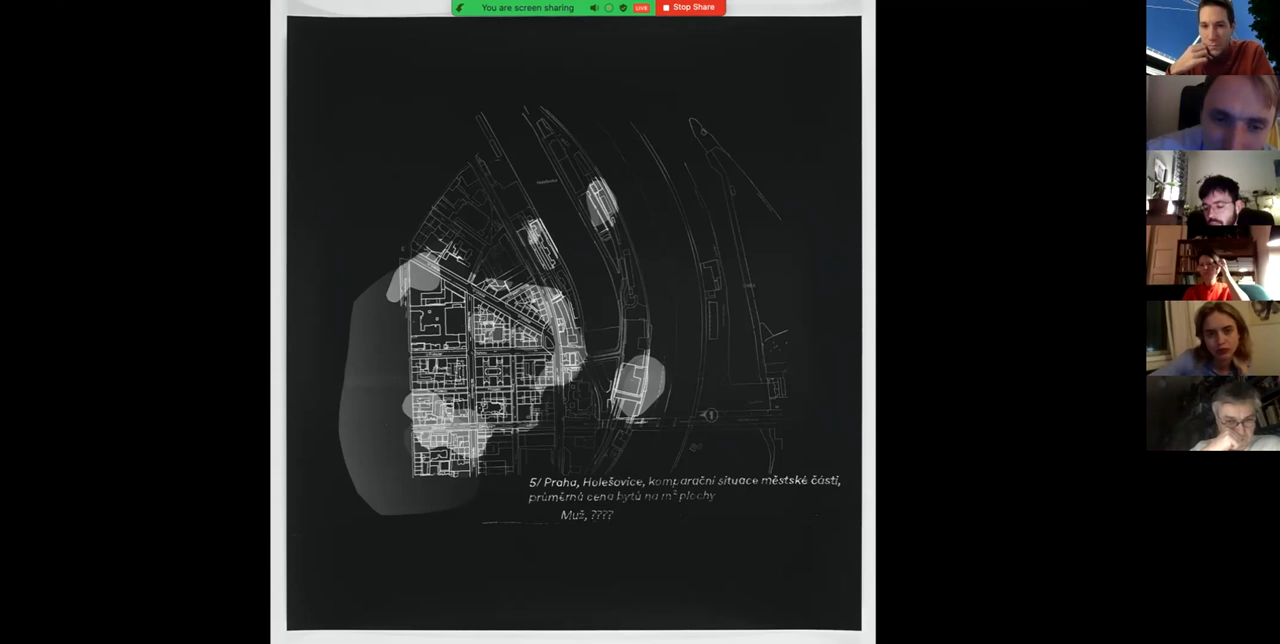 You are screen sharing
LIVE
Stop Share
5/ Praha, Holešovice, komparační situace městské části,
průměrná cena bytů na m² plochy
Muž, ????